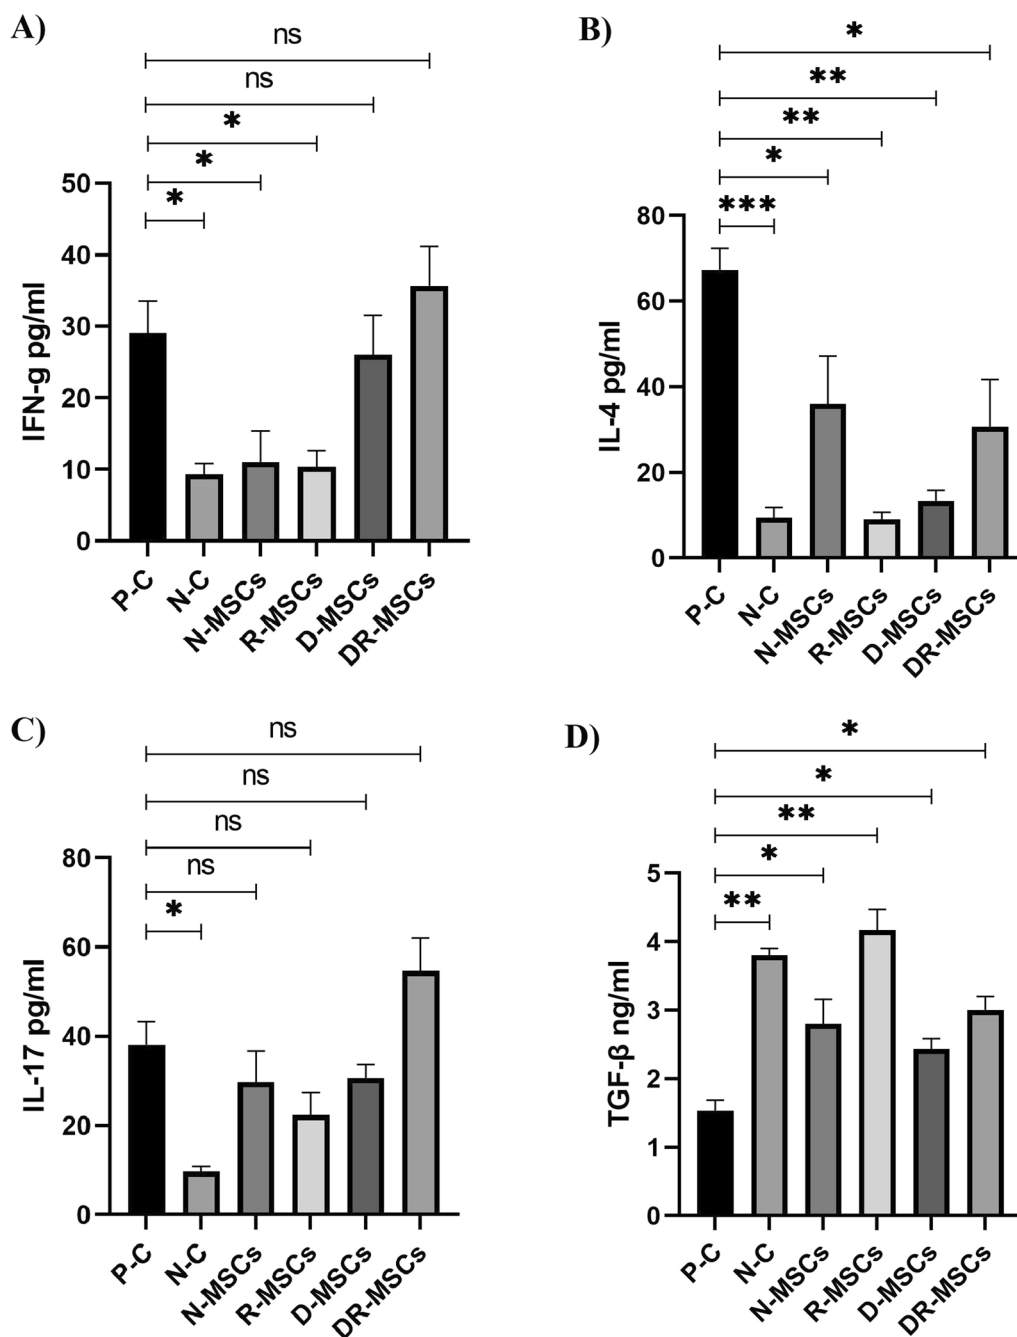 A)
ns
ns
*
*
*
IFN-g pg/ml
50
40
30
20
10
0
P-C
N-C
N-MSCs
R-MSCs
D-MSCs
DR-MSCs
B)
*
**
**
*
***
IL-4 pg/ml
80
60
40
20
0
P-C
N-C
N-MSCs
R-MSCs
D-MSCs
DR-MSCs
C)
ns
ns
ns
ns
*
IL-17 pg/ml
80
60
40
20
0
P-C
N-C
N-MSCs
R-MSCs
D-MSCs
DR-MSCs
D)
*
*
**
*
**
TGF-β ng/ml
5
4
3
2
1
0
P-C
N-C
N-MSCs
R-MSCs
D-MSCs
DR-MSCs